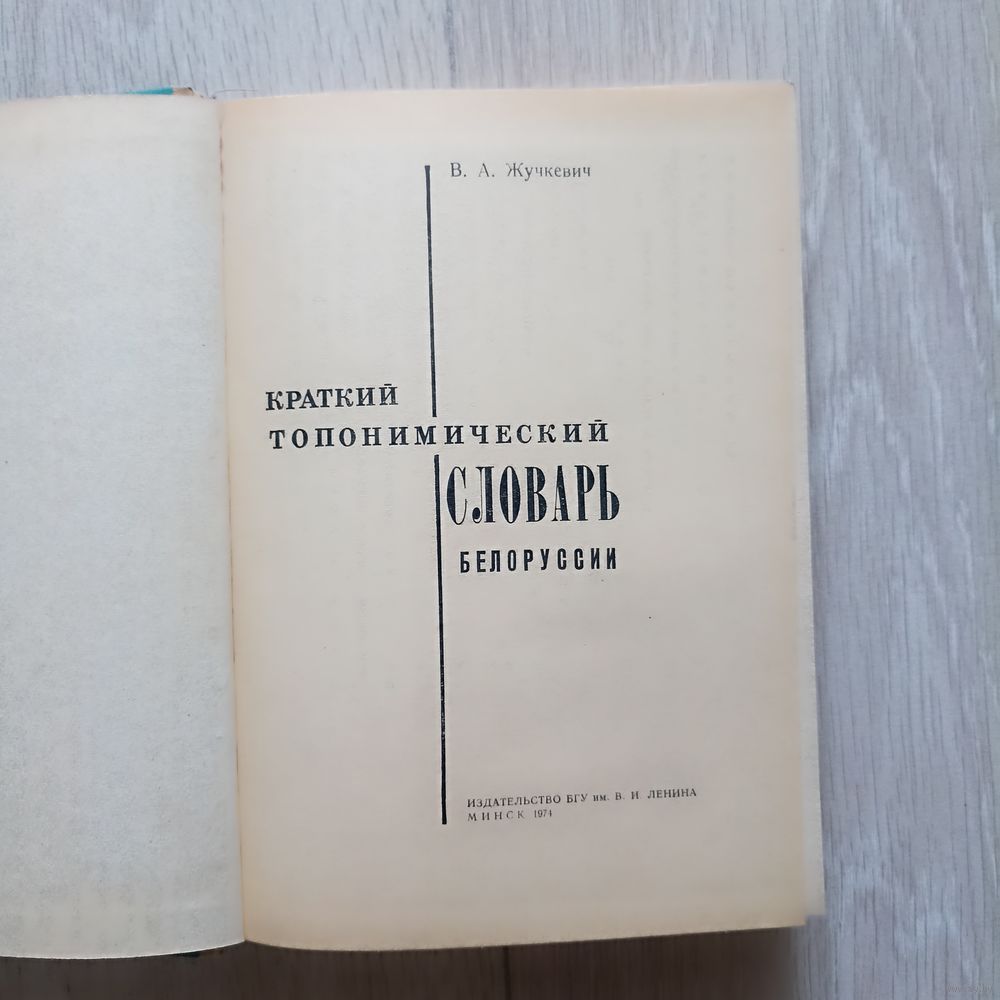 В. А. Жучкевич
КРАТКИЙ
ТОПОНИМИЧЕСКИЙ
СЛОВАРЬ
БЕЛОРУССИИ
ИЗДАТЕЛЬСТВО БГУ им. В. И. ЛЕНИНА
МИНСК 1974